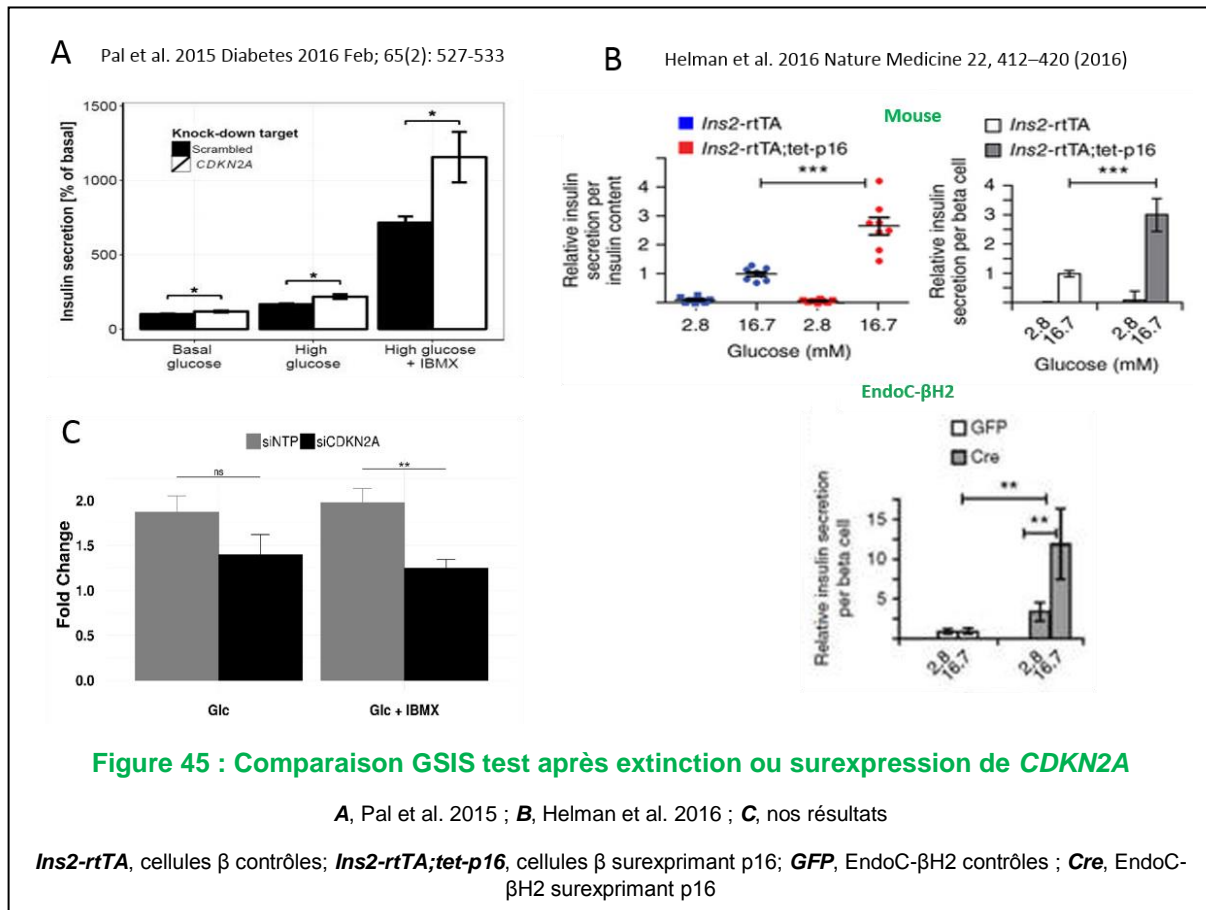 A Pal et al. 2015 Diabetes 2016 Feb; 65(2): 527-533
Insulin secretion [% of basal]
1500
1000
500
0
Knock-down target
Scrambled
CDKN2A
*
*
*
Basal glucose
High glucose
High glucose + IBMX
B Helman et al. 2016 Nature Medicine 22, 412–420 (2016)
Mouse
Ins2-rtTA
Ins2-rtTA;tet-p16
***
Relative insulin secretion per insulin content
5
4
3
2
1
2.8 16.7 2.8 16.7
Glucose (mM)
Ins2-rtTA
Ins2-rtTA;tet-p16
***
Relative insulin secretion per beta cell
4
3
2
1
2.8 16.7 2.8 16.7
Glucose (mM)
EndoC-βH2
GFP
Cre
**
**
Relative insulin secretion per beta cell
15
10
5
2.8 16.7 2.8 16.7
C
siNTP siCDKN2A
ns
**
Fold Change
2.0
1.5
1.0
0.5
0.0
Glc
Glc + IBMX
Figure 45 : Comparaison GSIS test après extinction ou surexpression de CDKN2A
A, Pal et al. 2015 ; B, Helman et al. 2016 ; C, nos résultats
Ins2-rtTA, cellules β contrôles; Ins2-rtTA;tet-p16, cellules β surexprimant p16; GFP, EndoC-βH2 contrôles ; Cre, EndoC-
βH2 surexprimant p16